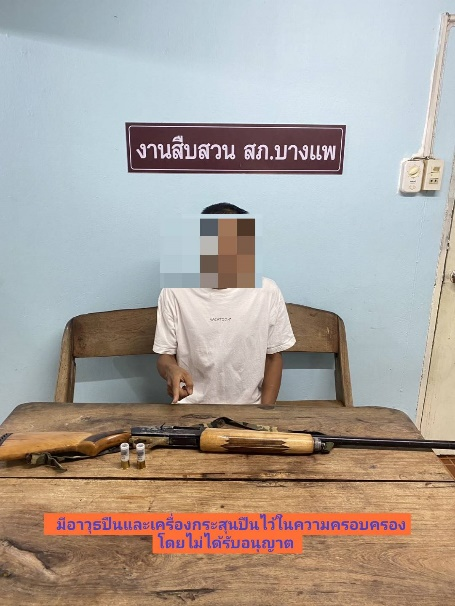 งานสืบสวน สภ.บางแพ
มีอาวุธปืนและเครื่องกระสุนปืนไว้ในความครอบครอง
โดยไม่ได้รับอนุญาต